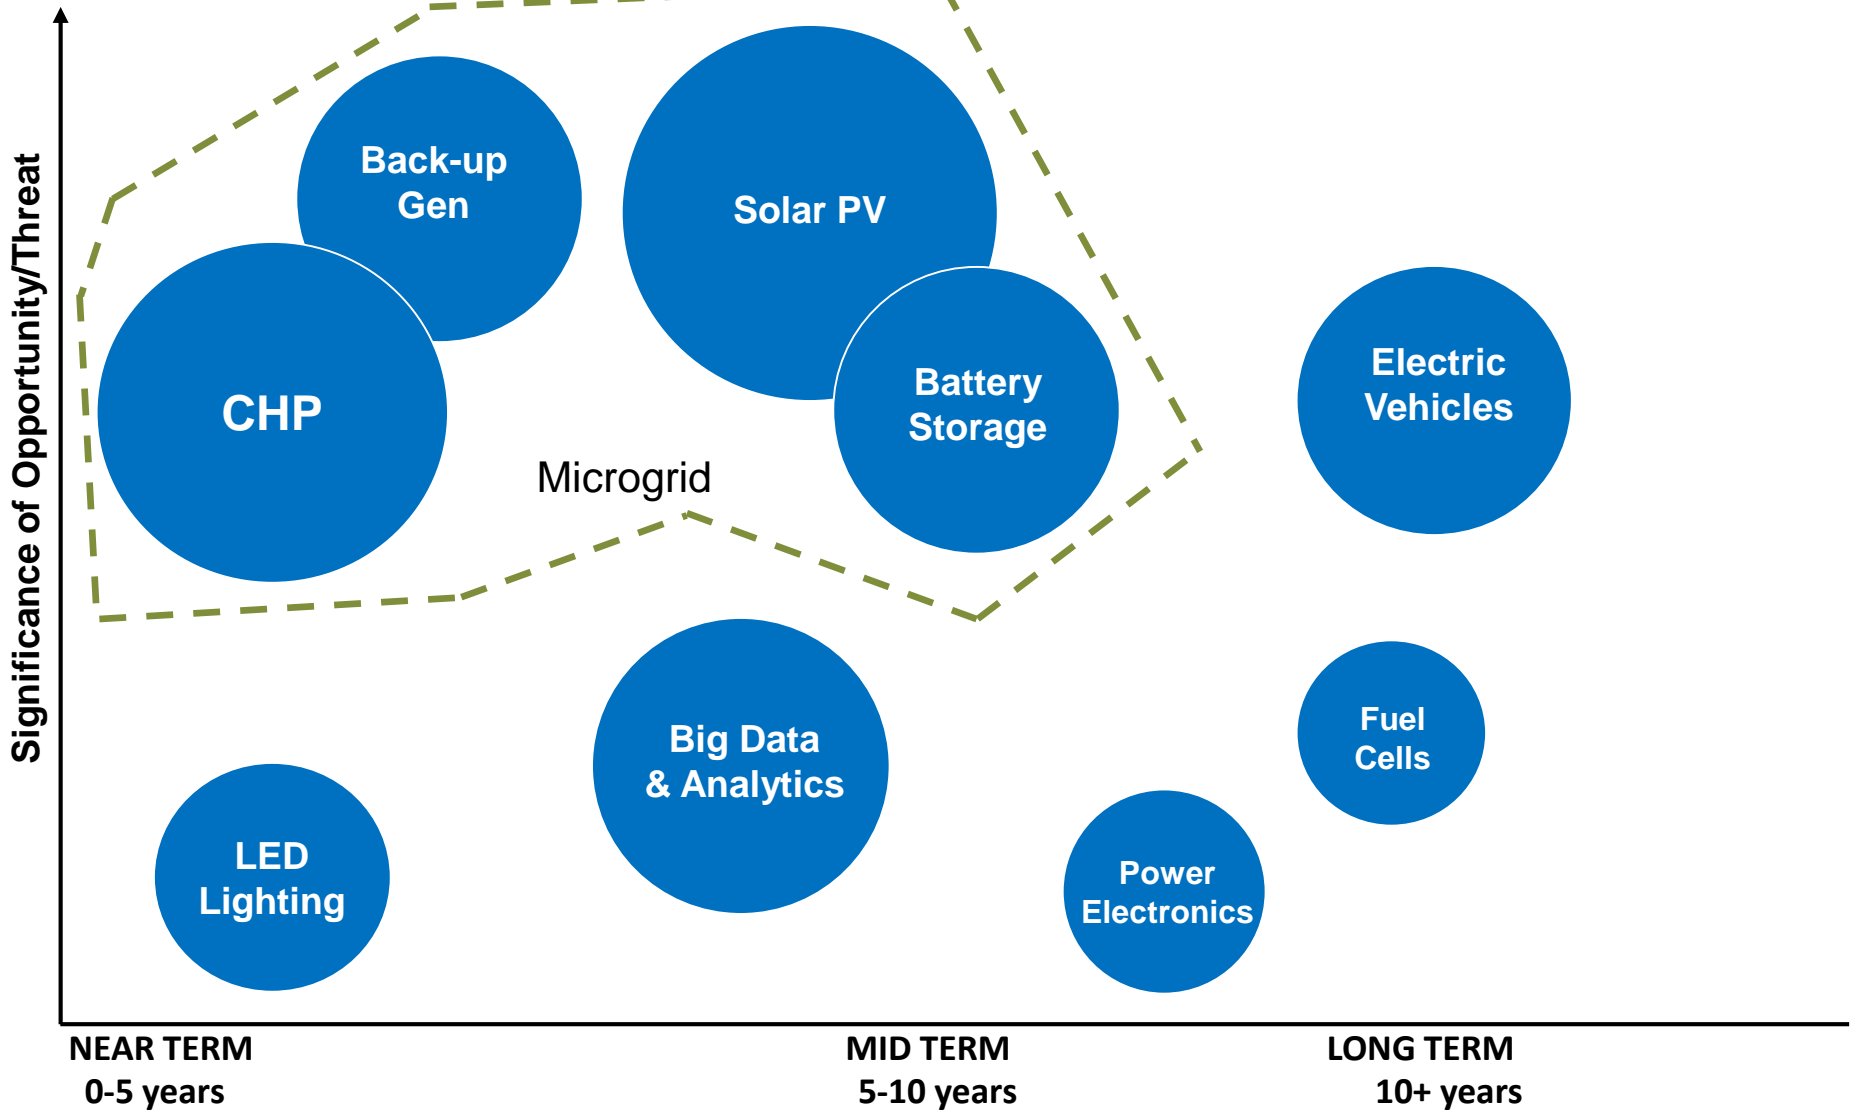 Significance of Opportunity/Threat
Back-up
Gen
Solar PV
CHP
Battery
Storage
Electric
Vehicles
Microgrid
Big Data
& Analytics
Fuel
Cells
LED
Lighting
Power
Electronics
NEAR TERM
0-5 years
MID TERM
5-10 years
LONG TERM
10+ years